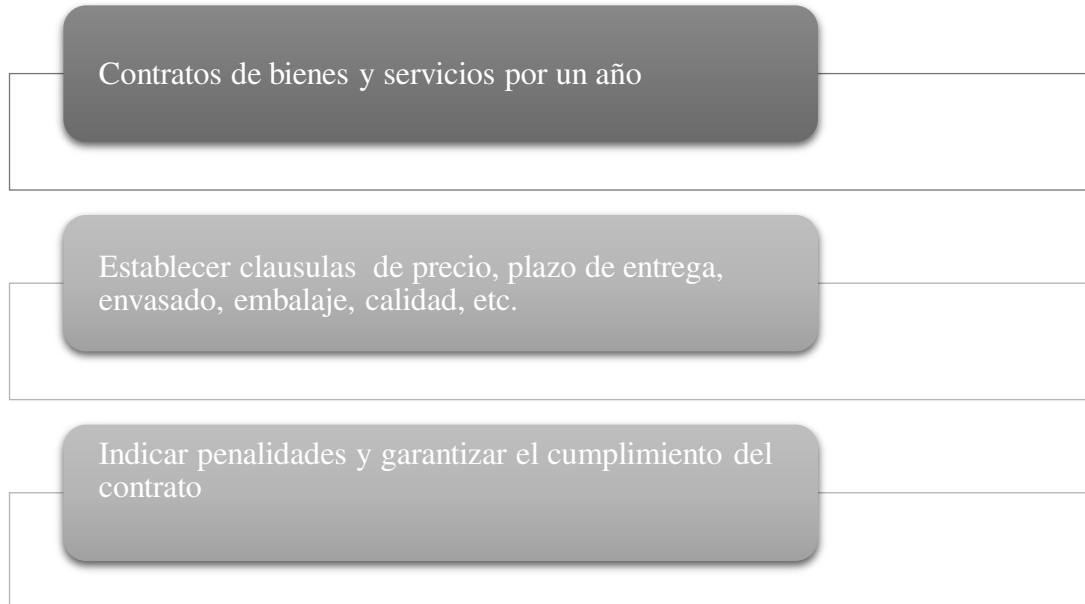 Contratos de bienes y servicios por un año
Establecer clausulas de precio, plazo de entrega,
envasado, embalaje, calidad, etc.
Indicar penalidades y garantizar el cumplimiento del
contrato